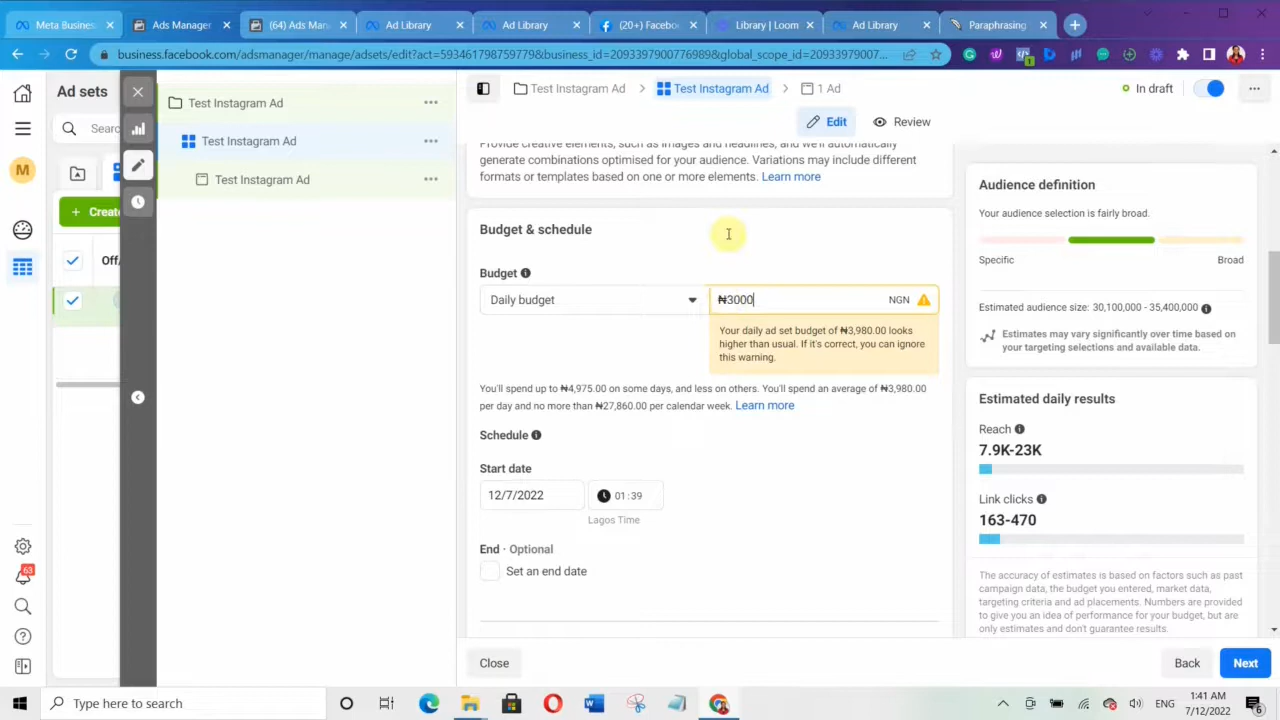 Meta Business
Ads Manager
(64) Ads Man
Ad Library
Ad Library
(20+) Facebo
Library | Loom
Ad Library
Paraphrasing
business.facebook.com/adsmanager/manage/adsets/edit?act=593461798759779&business_id=20933979007769​89&global_scope_id=20933979007...
Ad sets
Searc
M
+ Create
Off/
Test Instagram Ad
Test Instagram Ad
Test Instagram Ad
Test Instagram Ad
Test Instagram Ad
1 Ad
In draft
Edit
Review
Provide creative elements, such as images and headlines, and we'll automatically
generate combinations optimised for your audience. Variations may include different
formats or templates based on one or more elements. Learn more
Budget & schedule
Budget
Daily budget
₦3000
NGN
Your daily ad set budget of ₦3,980.00 looks
higher than usual. If it's correct, you can ignore
this warning.
You'll spend up to ₦4,975.00 on some days, and less on others. You'll spend an average of ₦3,980.00
per day and no more than ₦27,860.00 per calendar week. Learn more
Schedule
Start date
12/7/2022
01:39
Lagos Time
End · Optional
Set an end date
Close
Back
Next
Audience definition
Your audience selection is fairly broad.
Specific
Broad
Estimated audience size: 30,100,000 - 35,400,000
Estimates may vary significantly over time based on
your targeting selections and available data.
Estimated daily results
Reach
7.9K-23K
Link clicks
163-470
The accuracy of estimates is based on factors such as past
campaign data, the budget you entered, market data,
targeting criteria and ad placements. Numbers are provided
to give you an idea of performance for your budget, but are
only estimates and don't guarantee results.
63
Type here to search
ENG
1:41 AM
7/12/2022
6